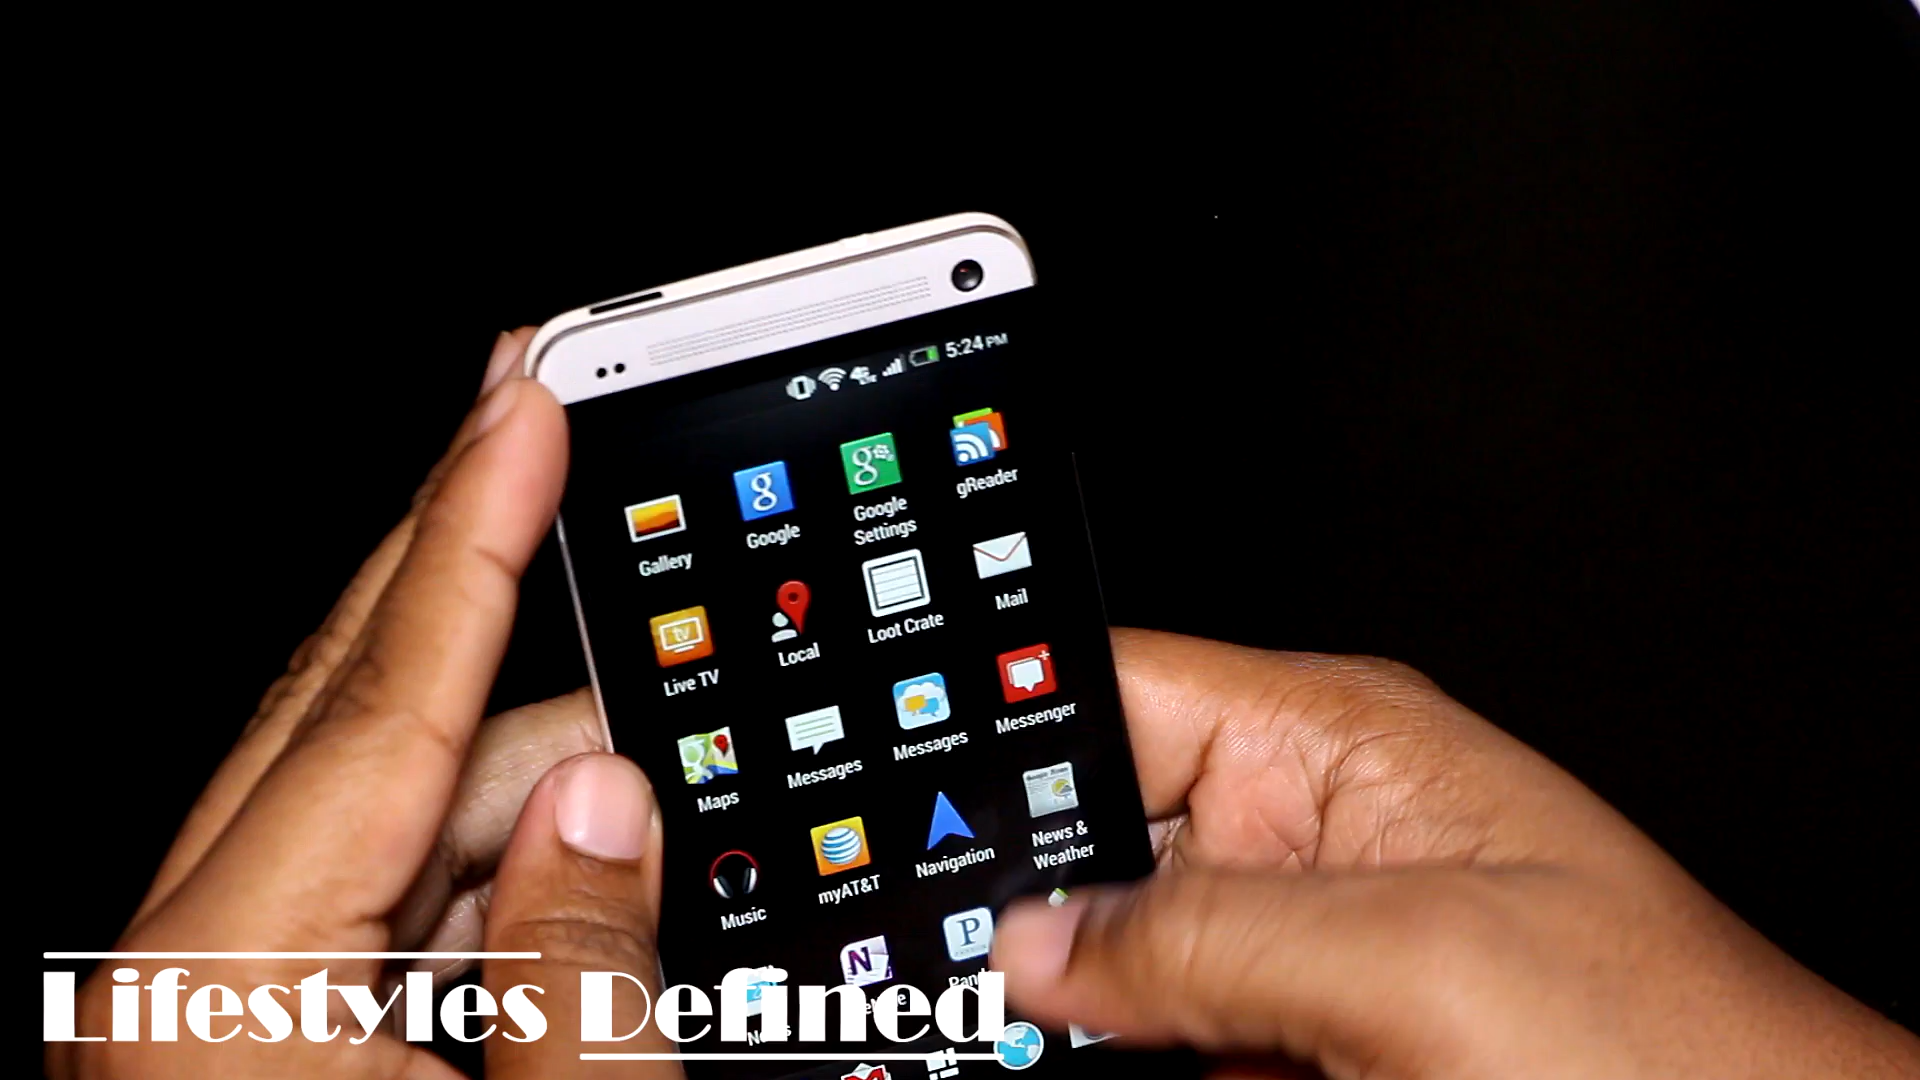 5:24 PM
gReader
Google
Settings
Google
Gallery
Mail
Loot Crate
Local
Live TV
tv
Messenger
Messages
Messages
Maps
News &
Weather
Navigation
myAT&T
Music
P
N
Lifestyles Defined